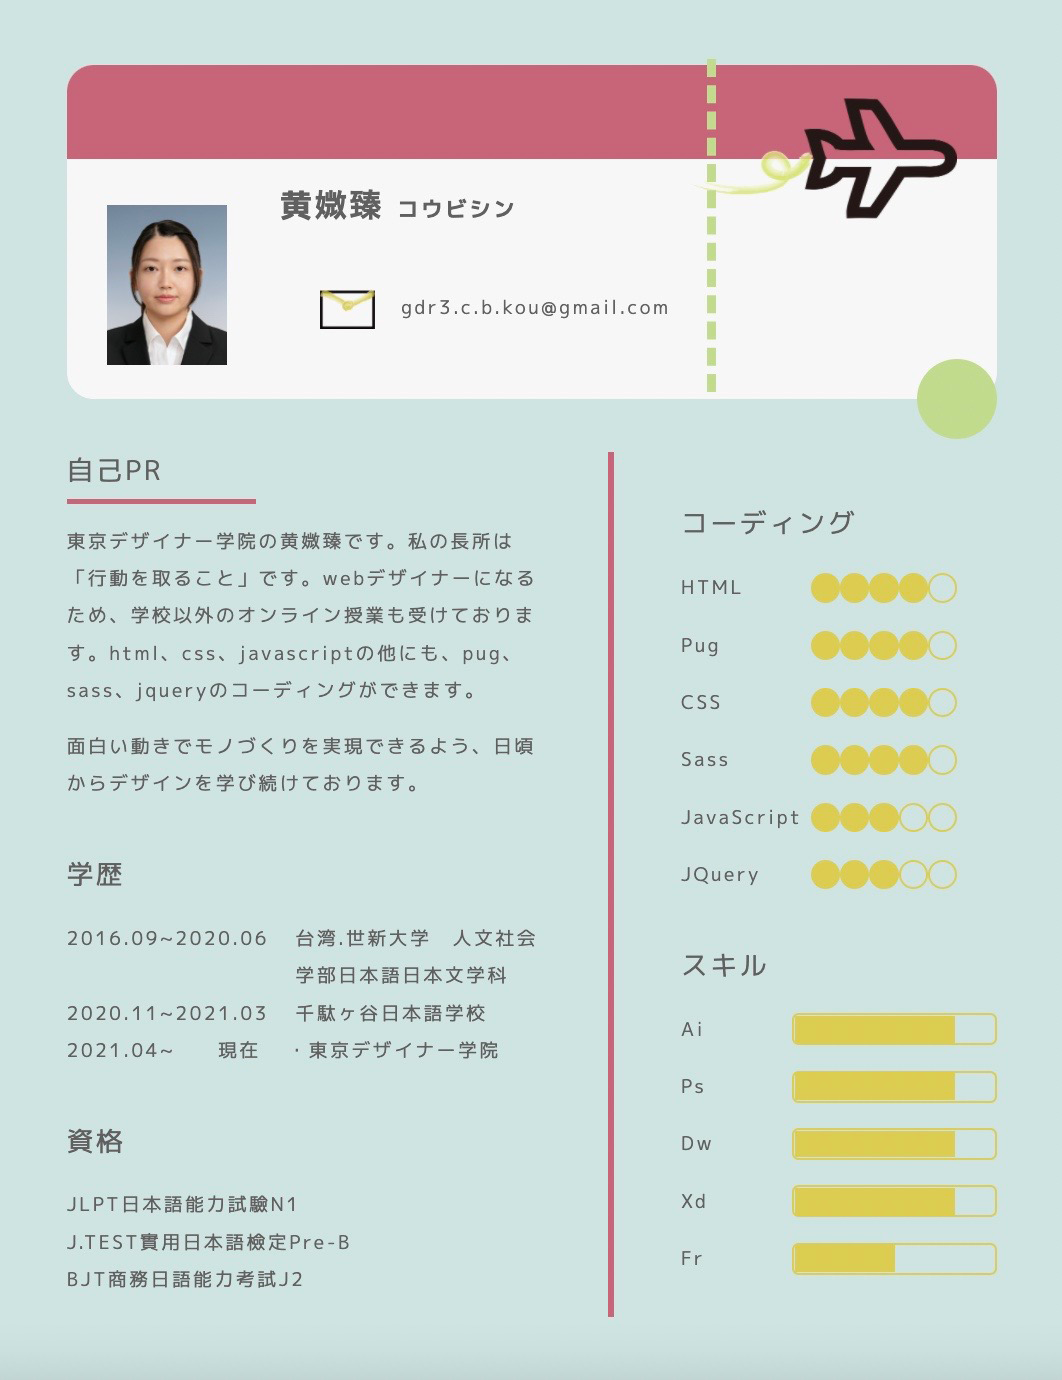 黄媺臻 コウビシン
gdr3.c.b.kou@gmail.com
自己PR
東京デザイナー学院の黄媺臻です。私の長所は
「行動を取ること」です。webデザイナーになる
ため、学校以外のオンライン授業も受けておりま
す。html、css、javascriptの他にも、pug、
sass、jqueryのコーディングができます。
面白い動きでモノづくりを実現できるよう、日頃
からデザインを学び続けております。
学歴
2016.09~2020.06 台湾.世新大学 人文社会
学部日本語日本文学科
2020.11~2021.03 千駄ヶ谷日本語学校
2021.04~ 現在 ·東京デザイナー学院
資格
JLPT日本語能力試驗N1
J.TEST實用日本語檢定Pre-B
BJT商務日語能力考試J2
コーディング
HTML
Pug
CSS
Sass
JavaScript
JQuery
スキル
Ai
Ps
Dw
Xd
Fr